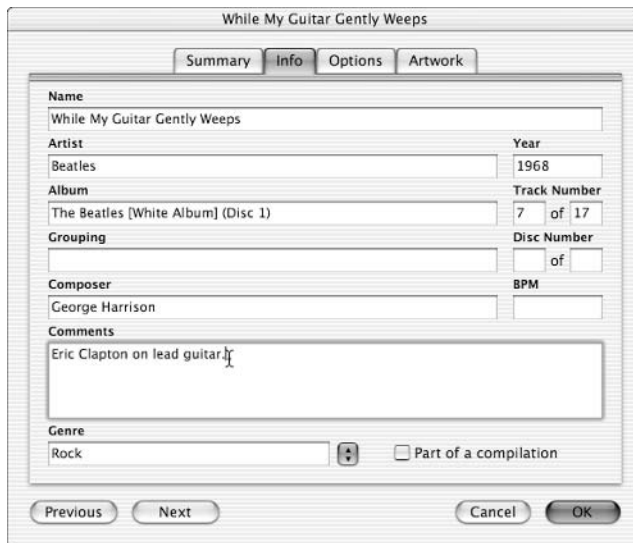 While My Guitar Gently Weeps
Summary Info Options Artwork
Name
While My Guitar Gently Weeps
Artist Year
Beatles 1968
Album Track Number
The Beatles [White Album] (Disc 1) 7 of 17
Grouping Disc Number
of
Composer BPM
George Harrison
Comments
Eric Clapton on lead guitar.
Genre
Rock Part of a compilation
Previous Next Cancel OK